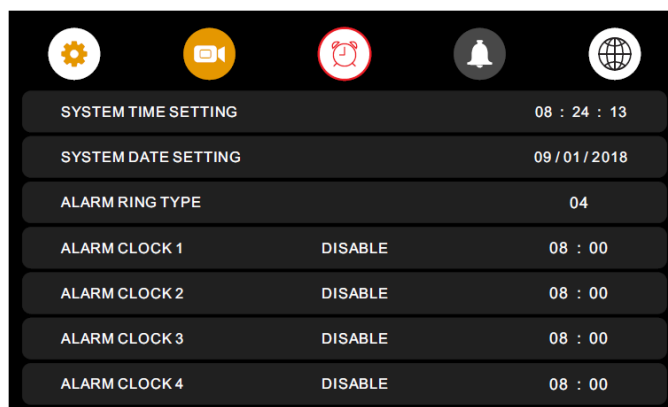 SYSTEM TIME SETTING 08 : 24 : 13
SYSTEM DATE SETTING 09/01/2018
ALARM RING TYPE 04
ALARM CLOCK 1 DISABLE 08 : 00
ALARM CLOCK 2 DISABLE 08 : 00
ALARM CLOCK 3 DISABLE 08 : 00
ALARM CLOCK 4 DISABLE 08 : 00